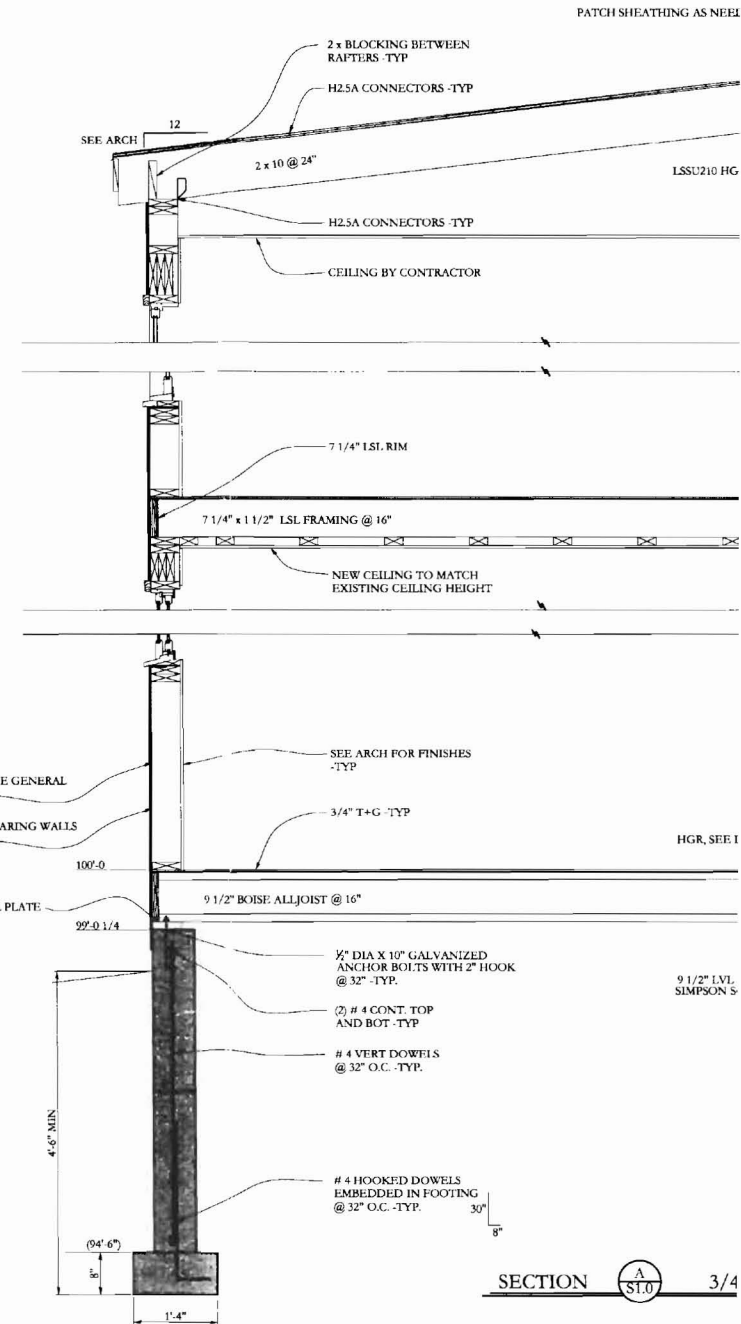 PATCH SHEATHING AS
2 x BLOCKING BETWEEN
RAFTERS -TYP
H2.5A CONNECTORS -TYP
12
SEE ARCH
2 x 10 @ 24"
LSSU210
H2.5A CONNECTORS -TYP
CEILING BY CONTRACTOR
7 1/4" LSL RIM
7 1/4" x 1 1/2" LSL FRAMING @ 16"
NEW CEILING TO MATCH
EXISTING CEILING HEIGHT
SEE ARCH FOR FINISHES
-TYP
GENERAL
3/4" T+G -TYP
WALLS
HGR, SEE
100'-0
9 1/2" BOISE ALLJOIST @ 16"
PLATE
99'-0 1/4
½" DIA X 10" GALVANIZED
ANCHOR BOLTS WITH 2" HOOK
@ 32" -TYP.
9 1/2" LVL
SIMPSON
(2) # 4 CONT. TOP
AND BOT -TYP
# 4 VERT DOWELS
@ 32" O.C. -TYP.
4'-6" MIN
# 4 HOOKED DOWELS
EMBEDDED IN FOOTING
@ 32" O.C. -TYP.
30"
8"
(94'-6")
8"
1'-4"
SECTION
A
S1.0
3/4